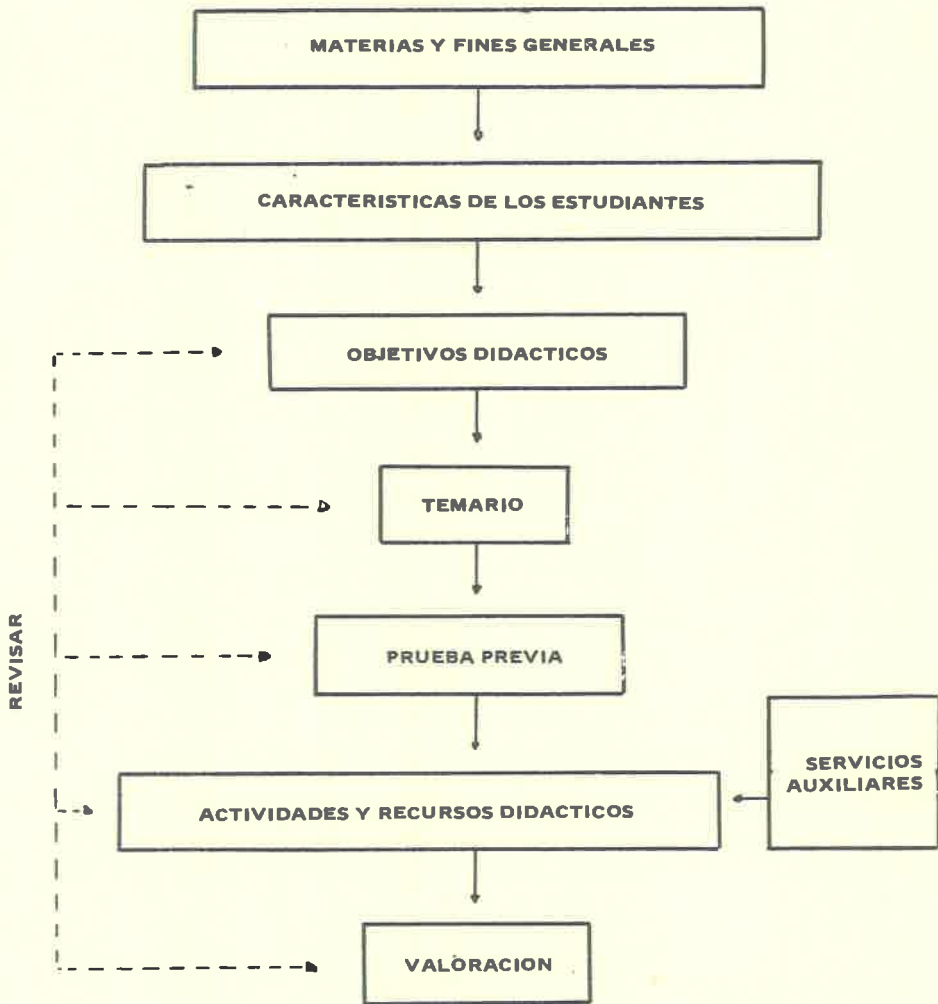 MATERIAS Y FINES GENERALES
CARACTERISTICAS DE LOS ESTUDIANTES
OBJETIVOS DIDACTICOS
TEMARIO
PRUEBA PREVIA
REVISAR
SERVICIOS
AUXILIARES
ACTIVIDADES Y RECURSOS DIDACTICOS
VALORACION